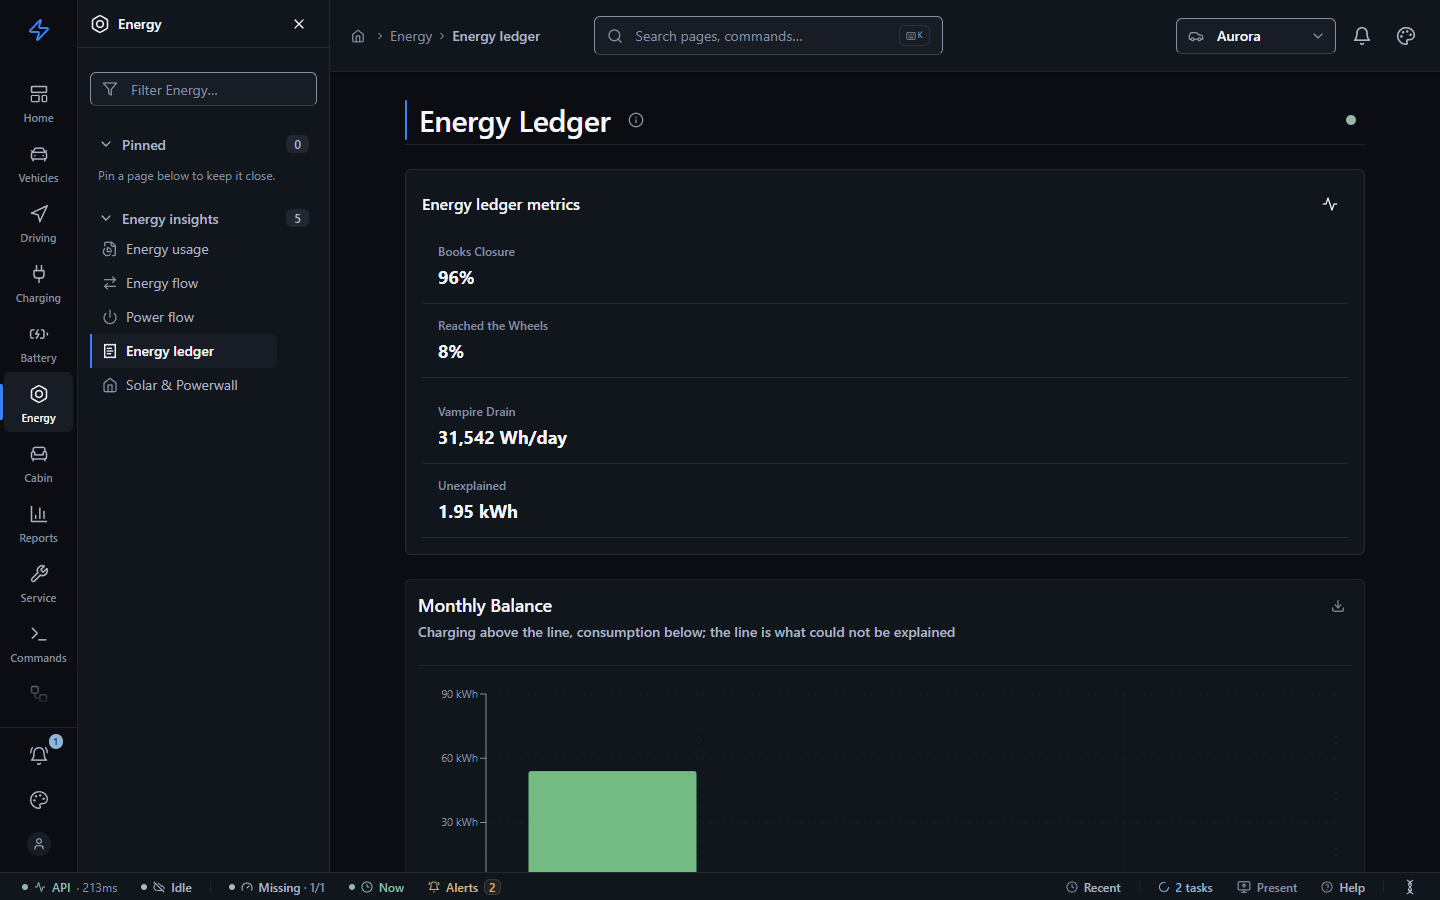 Energy
Filter Energy...
Pinned
0
Pin a page below to keep it close.
Energy insights
5
Energy usage
Energy flow
Power flow
Energy ledger
Solar & Powerwall
Home
Vehicles
Driving
Charging
Battery
Energy
Cabin
Reports
Service
Commands
1
Energy
Energy ledger
Search pages, commands...
K
Aurora
Energy Ledger
Energy ledger metrics
Books Closure
96%
Reached the Wheels
8%
Vampire Drain
31,542 Wh/day
Unexplained
1.95 kWh
Monthly Balance
Charging above the line, consumption below; the line is what could not be explained
90 kWh
60 kWh
30 kWh
API · 213ms
Idle
Missing · 1/1
Now
Alerts 2
Recent
2 tasks
Present
Help